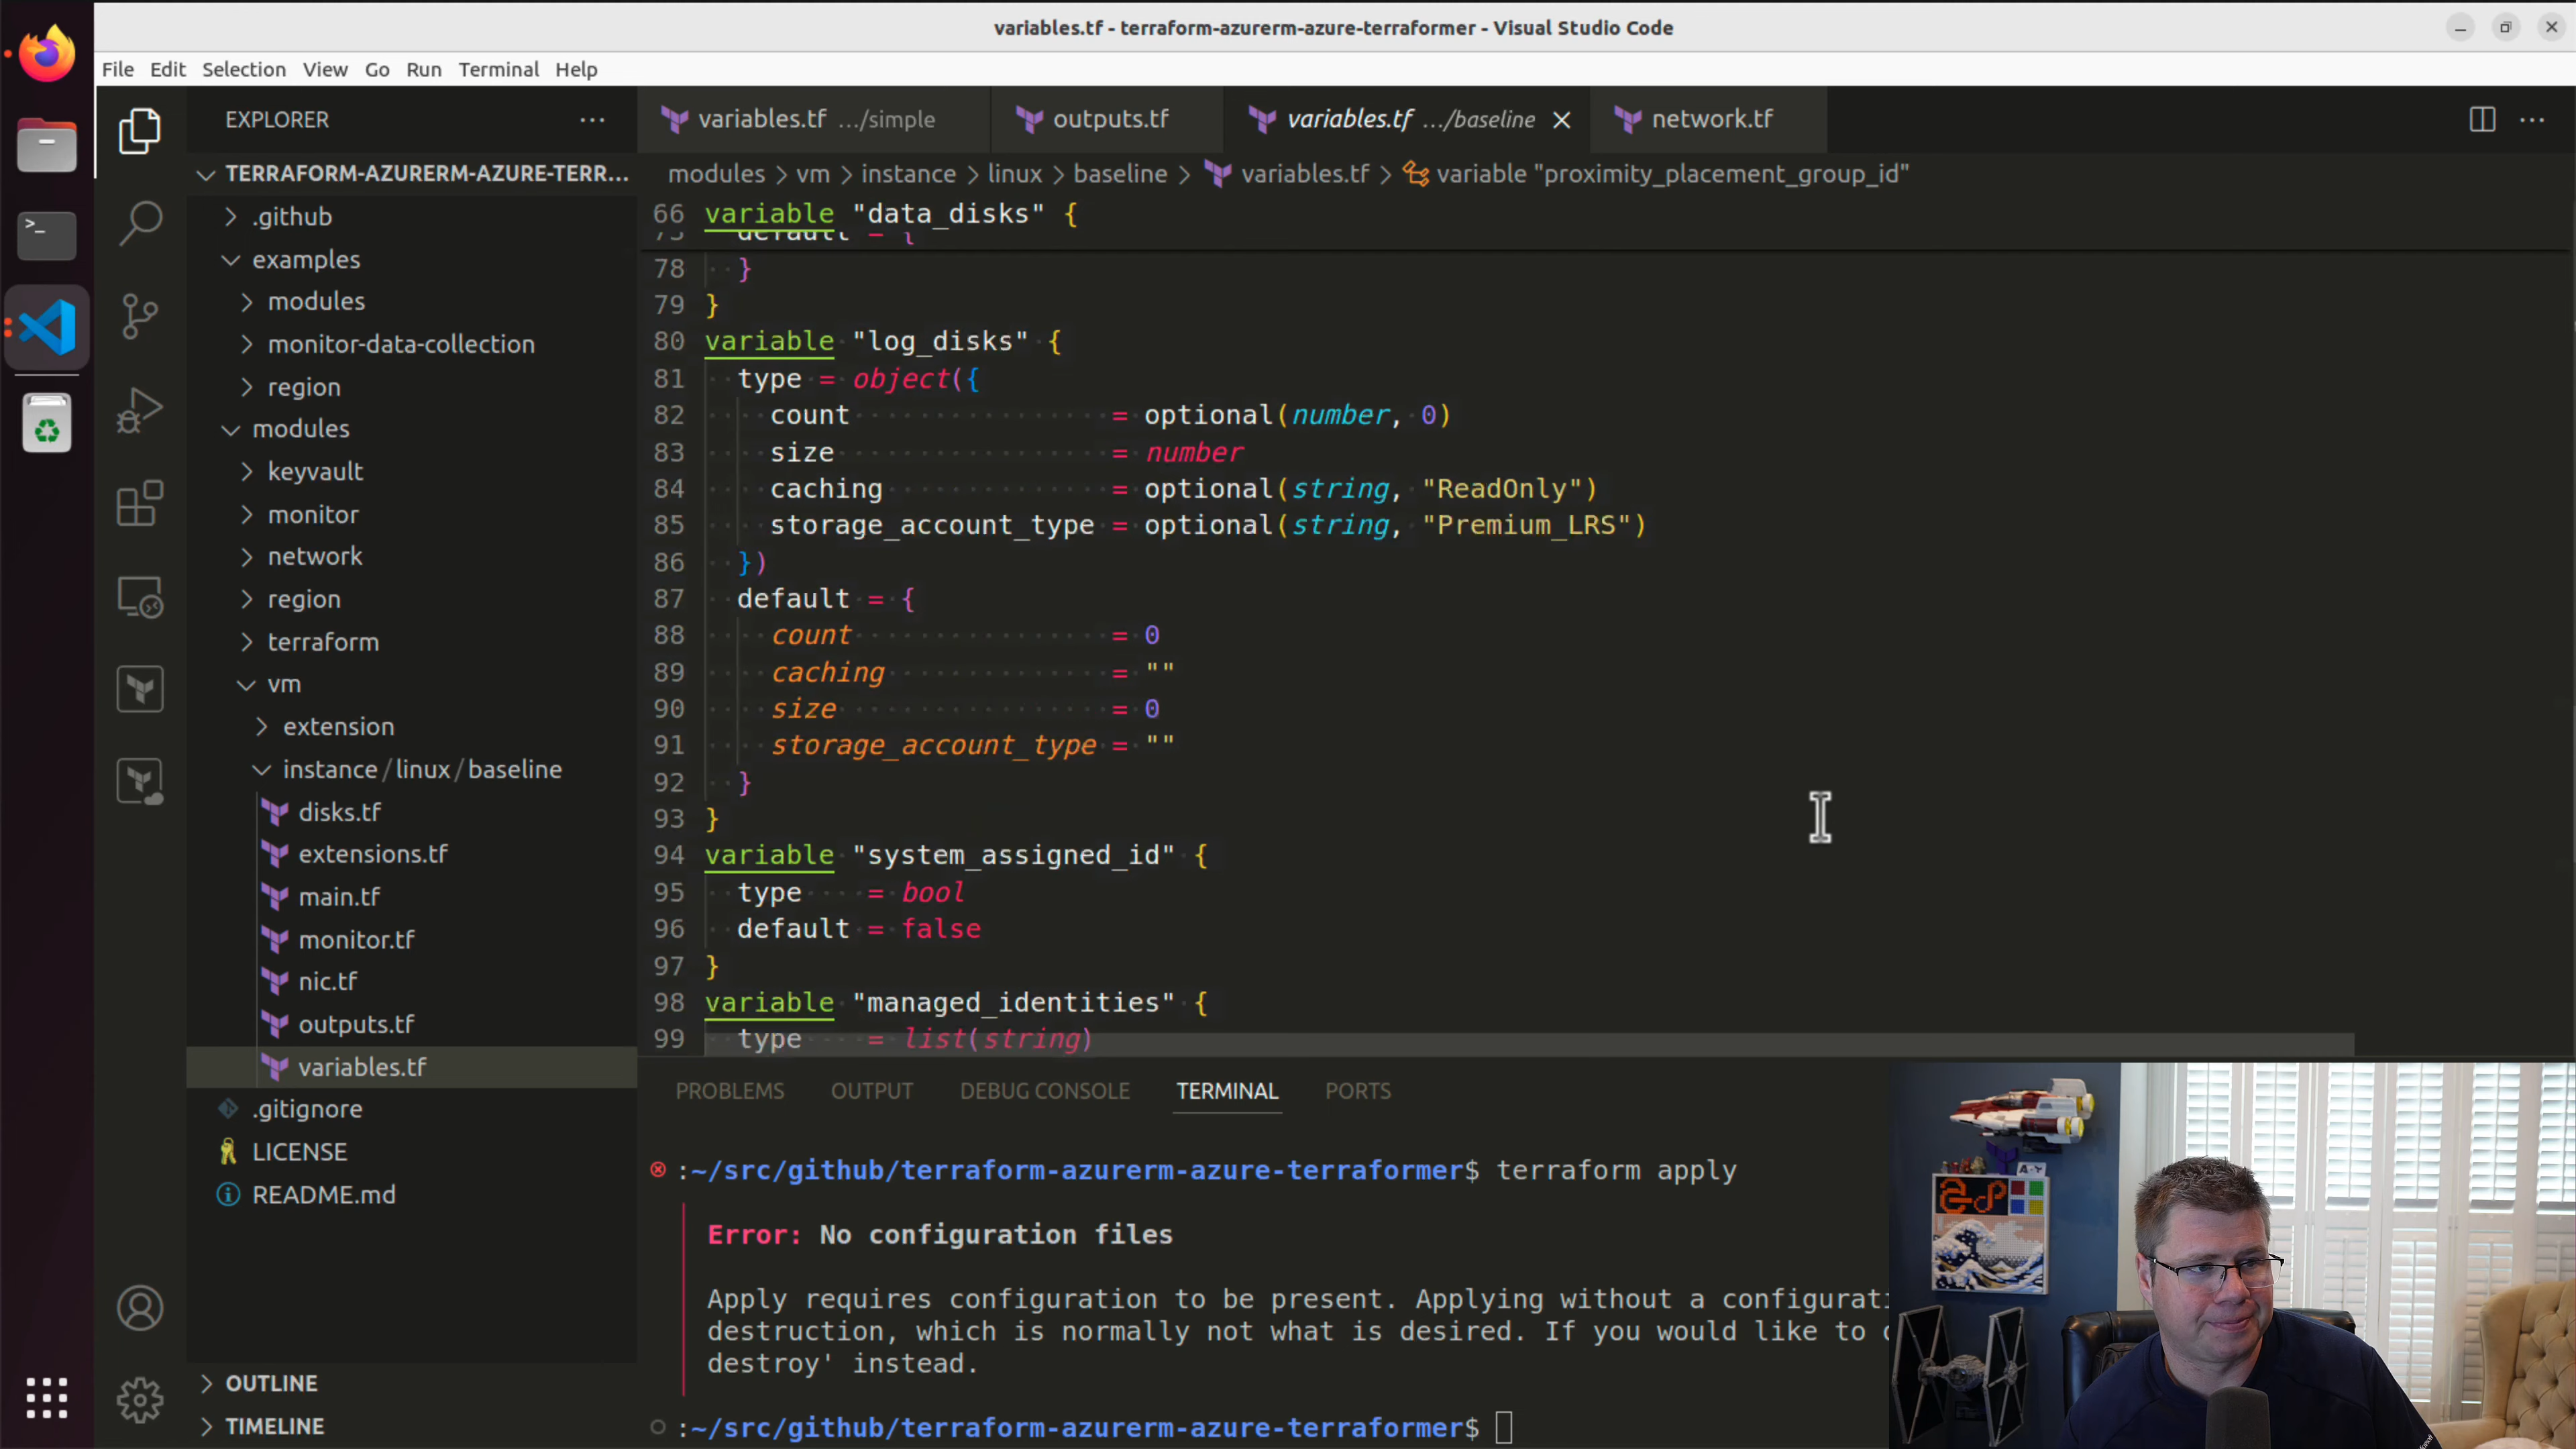 variables.tf - terraform-azurerm-azure-terraformer - Visual Studio Code
File Edit Selection View Go Run Terminal Help
EXPLORER
TERRAFORM-AZURERM-AZURE-TERR...
.github
examples
modules
monitor-data-collection
region
modules
keyvault
monitor
network
region
terraform
vm
extension
instance / linux / baseline
disks.tf
extensions.tf
main.tf
monitor.tf
nic.tf
outputs.tf
variables.tf
.gitignore
LICENSE
README.md
OUTLINE
TIMELINE
variables.tf .../simple
outputs.tf
variables.tf .../baseline
network.tf
modules > vm > instance > linux > baseline > variables.tf > variable "proximity_placement_group_id"
66 variable "data_disks" {
75 default = {
78 }
79 }
80 variable "log_disks" {
81 type = object({
82 count = optional(number, 0)
83 size = number
84 caching = optional(string, "ReadOnly")
85 storage_account_type = optional(string, "Premium_LRS")
86 })
87 default = {
88 count = 0
89 caching = ""
90 size = 0
91 storage_account_type = ""
92 }
93 }
94 variable "system_assigned_id" {
95 type = bool
96 default = false
97 }
98 variable "managed_identities" {
99 type = list(string)
PROBLEMS OUTPUT DEBUG CONSOLE TERMINAL PORTS
:~/src/github/terraform-azurerm-azure-terraformer$ terraform apply
Error: No configuration files
Apply requires configuration to be present. Applying without a configurati
destruction, which is normally not what is desired. If you would like to
destroy' instead.
:~/src/github/terraform-azurerm-azure-terraformer$